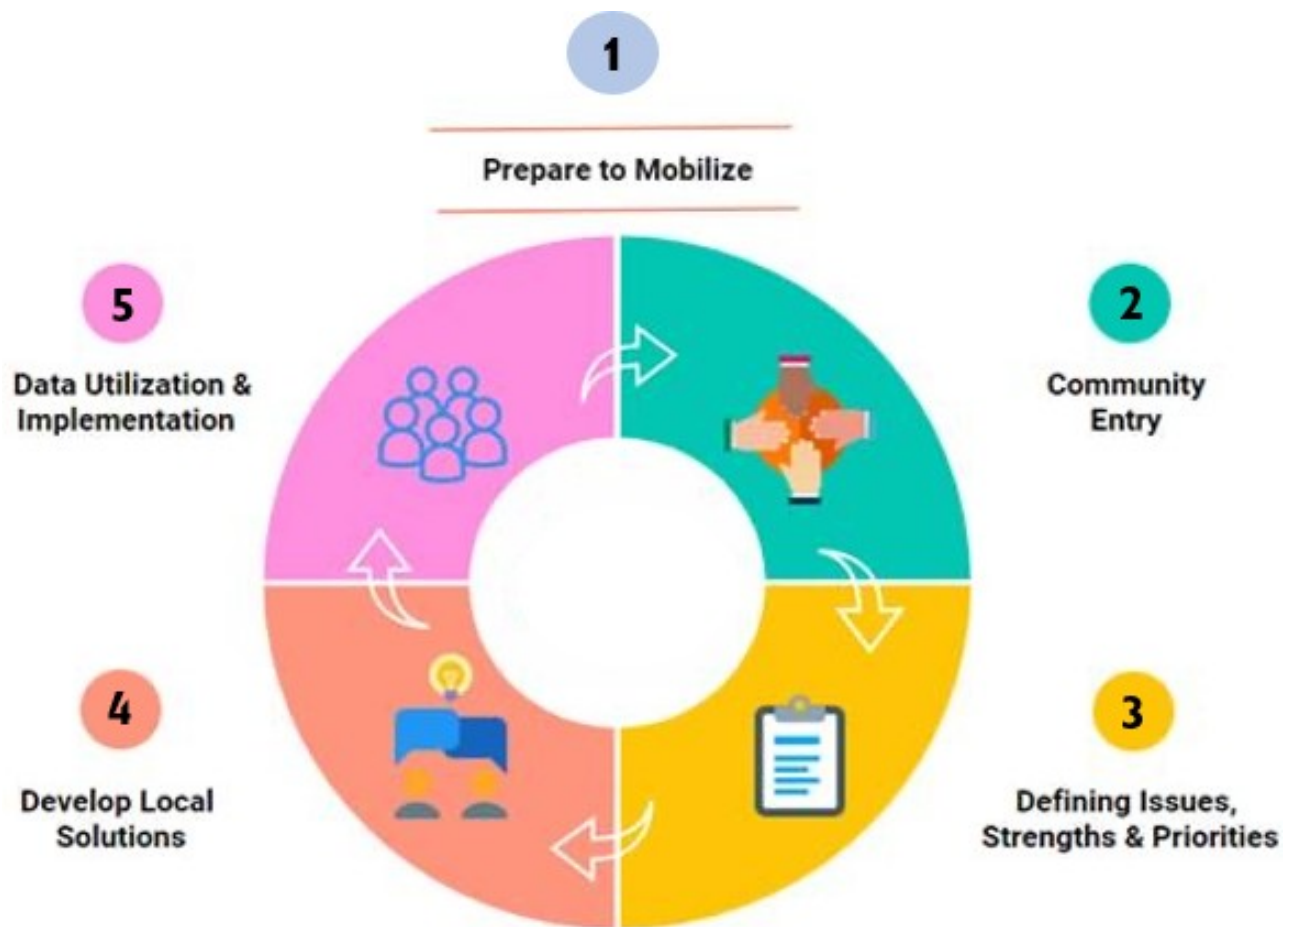 1
Prepare to Mobilize
2
Community
Entry
3
Defining Issues,
Strengths & Priorities
4
Develop Local
Solutions
5
Data Utilization &
Implementation